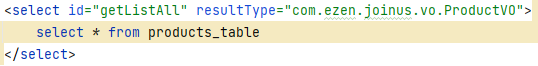 <select id="getListAll" resultType="com.ezen.joinus.vo.ProductVO">
    select * from products_table
</select>